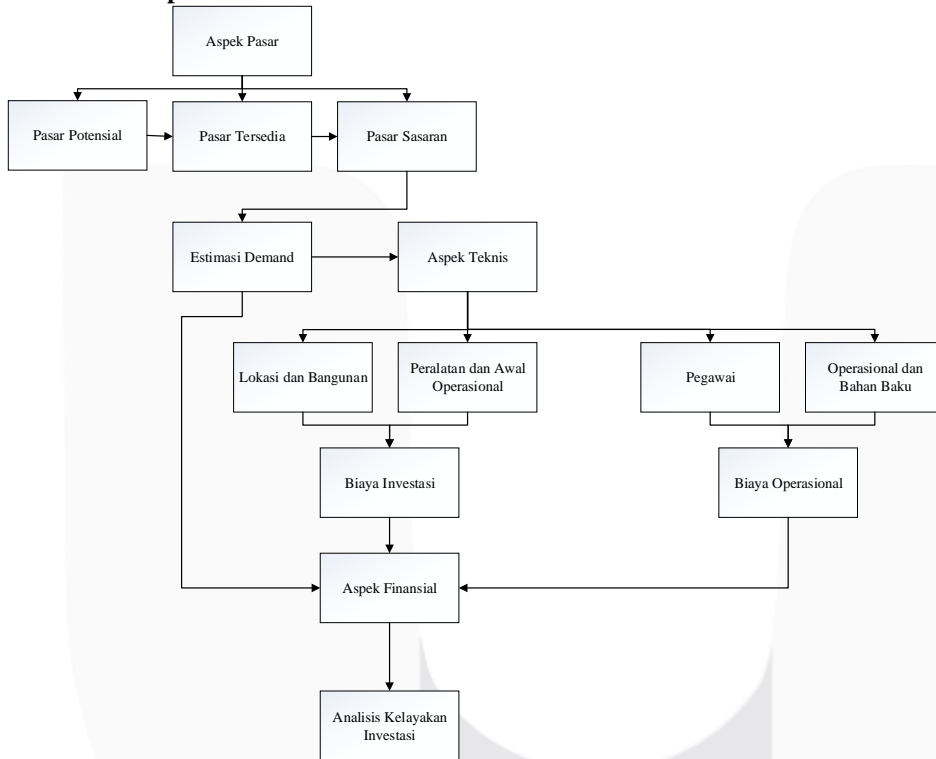 Aspek Pasar
Pasar Potensial
Pasar Tersedia
Pasar Sasaran
Estimasi Demand
Aspek Teknis
Lokasi dan Bangunan
Peralatan dan Awal
Operasional
Pegawai
Operasional dan
Bahan Baku
Biaya Investasi
Biaya Operasional
Aspek Finansial
Analisis Kelayakan
Investasi